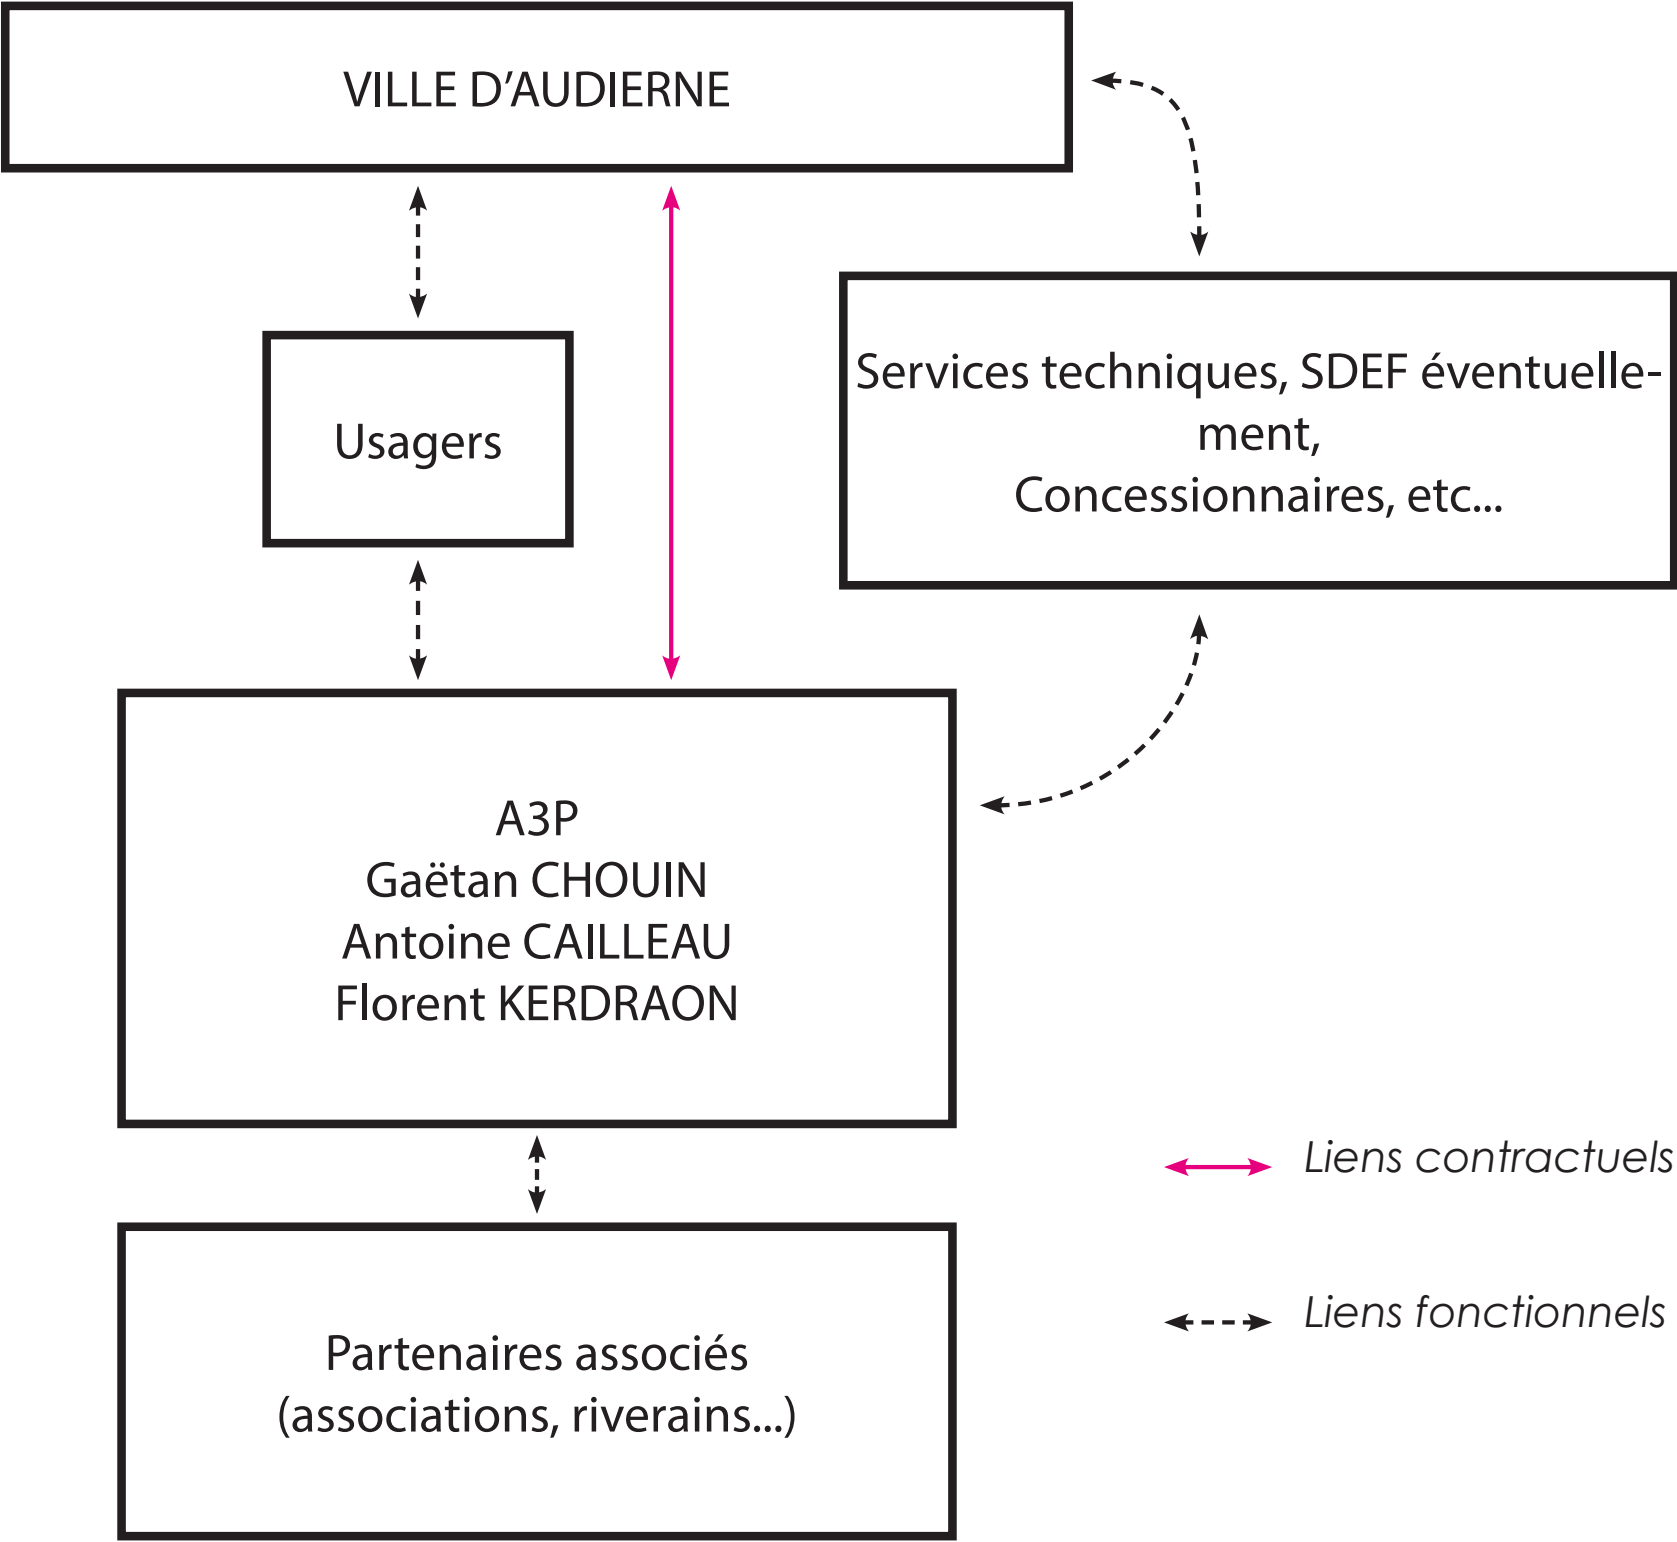 VILLE D’AUDIERNE
Usagers
Services techniques, SDEF éventuelle-
ment,
Concessionnaires, etc...
A3P
Gaëtan CHOUIN
Antoine CAILLEAU
Florent KERDRAON
Liens contractuels
Liens fonctionnels
Partenaires associés
(associations, riverains...)